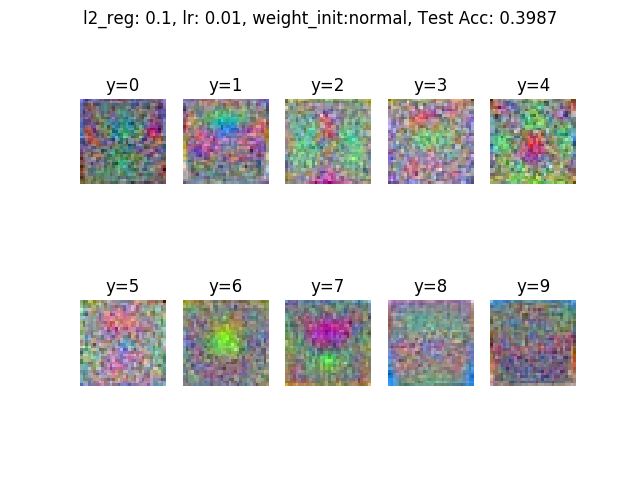 l2_reg: 0.1, lr: 0.01, weight_init:normal, Test Acc: 0.3987
y=0 y=1 y=2 y=3 y=4
y=5 y=6 y=7 y=8 y=9